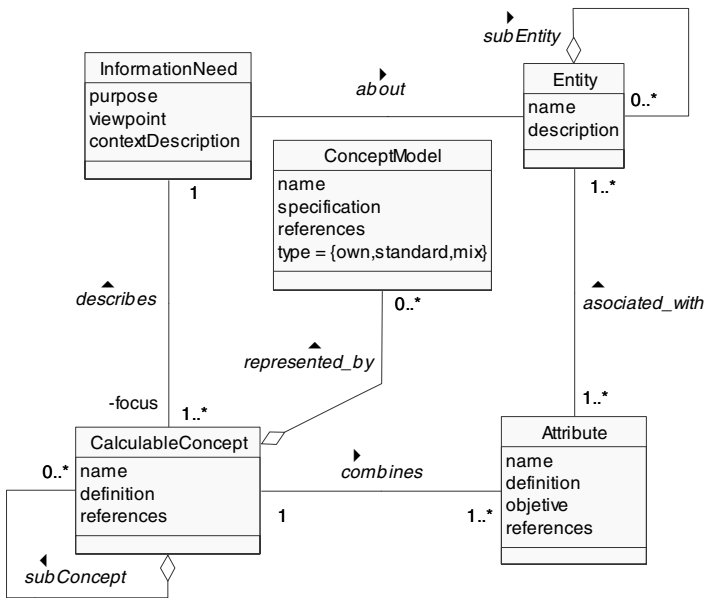 subEntity
InformationNeed
purpose
viewpoint
contextDescription
about
Entity
name
description
0..*
ConceptModel
name
specification
references
type = {own,standard,mix}
1
1..*
describes
0..*
asociated_with
represented_by
-focus
1..*
1..*
CalculableConcept
name
definition
references
0..*
combines
1
1..*
Attribute
name
definition
objetive
references
subConcept